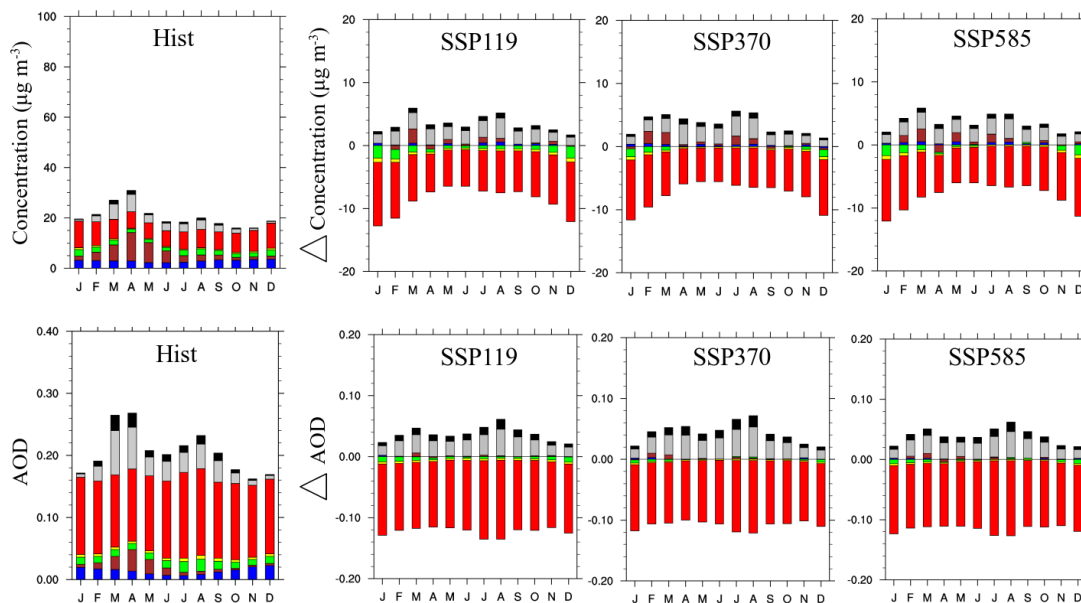 Concentration (μg m⁻³)
100
80
60
40
20
0
Hist
J F M A M J J A S O N D
△ Concentration (μg m⁻³)
20
10
0
-10
-20
SSP119
J F M A M J J A S O N D
20
10
0
-10
-20
SSP370
J F M A M J J A S O N D
20
10
0
-10
-20
SSP585
J F M A M J J A S O N D
AOD
0.40
0.30
0.20
0.10
0.00
Hist
J F M A M J J A S O N D
△ AOD
0.20
0.10
0.00
-0.10
-0.20
SSP119
J F M A M J J A S O N D
0.20
0.10
0.00
-0.10
-0.20
SSP370
J F M A M J J A S O N D
0.20
0.10
0.00
-0.10
-0.20
SSP585
J F M A M J J A S O N D